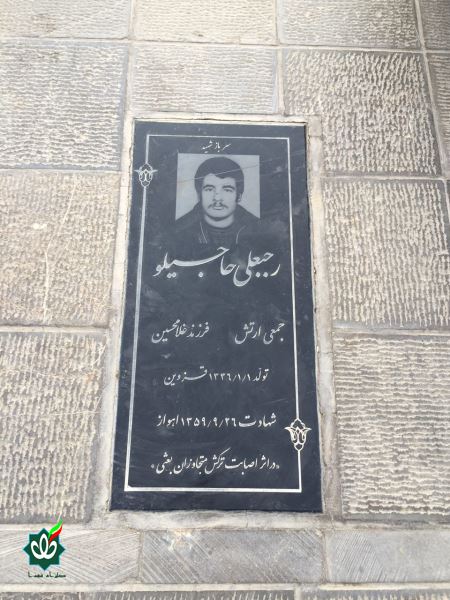 سرباز شهید
رجبعلی حاجیلو
جمعی ارتش فرزند غلامحسین
تولد ۱۳۳۶/۱/۱ قزوین
شهادت ۱۳۵۹/۹/۲۶ اهواز
«در اثر اصابت ترکش متجاوزان بعثی»